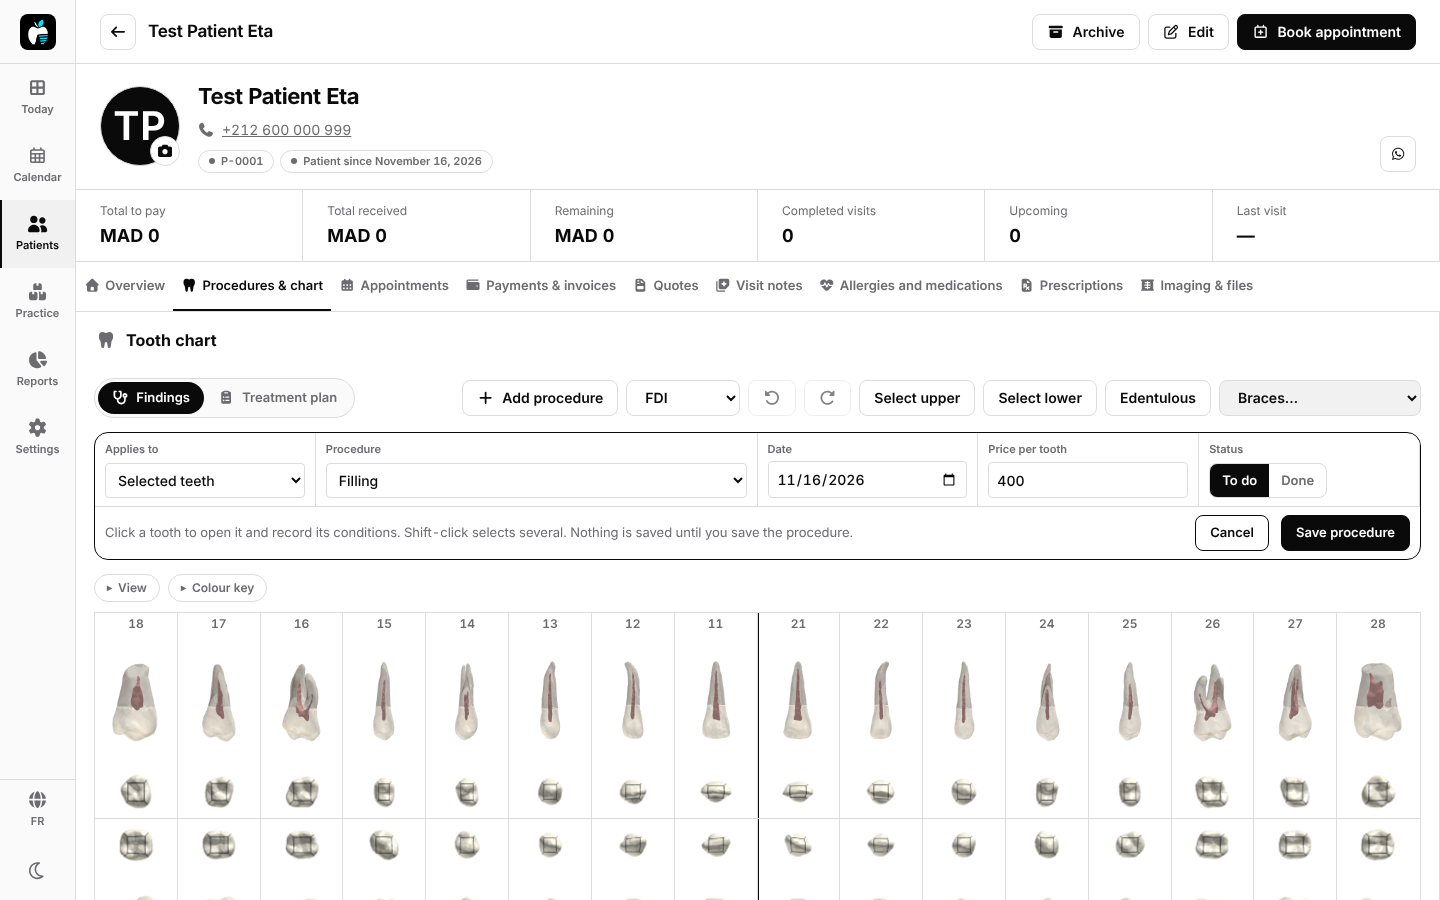 Test Patient Eta
Archive
Edit
Book appointment
Today
Calendar
Patients
Practice
Reports
Settings
FR
TP
Test Patient Eta
+212 600 000 999
P-0001
Patient since November 16, 2026
Total to pay
MAD 0
Total received
MAD 0
Remaining
MAD 0
Completed visits
0
Upcoming
0
Last visit
—
Overview
Procedures & chart
Appointments
Payments & invoices
Quotes
Visit notes
Allergies and medications
Prescriptions
Imaging & files
Tooth chart
Findings
Treatment plan
Add procedure
FDI
Select upper
Select lower
Edentulous
Braces...
Applies to
Selected teeth
Procedure
Filling
Date
11/16/2026
Price per tooth
400
Status
To do
Done
Click a tooth to open it and record its conditions. Shift-click selects several. Nothing is saved until you save the procedure.
Cancel
Save procedure
View
Colour key
18 17 16 15 14 13 12 11 21 22 23 24 25 26 27 28